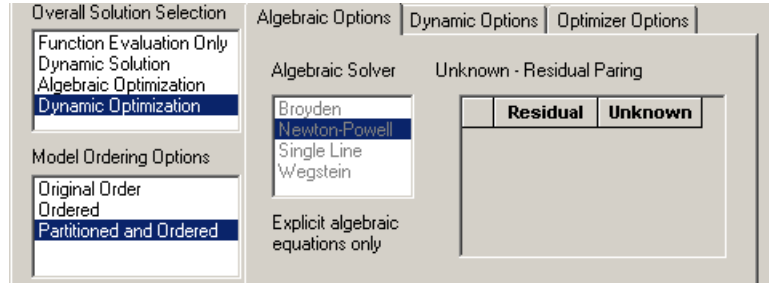 Overall Solution Selection
Function Evaluation Only
Dynamic Solution
Algebraic Optimization
Dynamic Optimization
Model Ordering Options
Original Order
Ordered
Partitioned and Ordered
Algebraic Options
Dynamic Options
Optimizer Options
Algebraic Solver
Broyden
Newton-Powell
Single Line
Wegstein
Explicit algebraic
equations only
Unknown - Residual Paring
Residual
Unknown